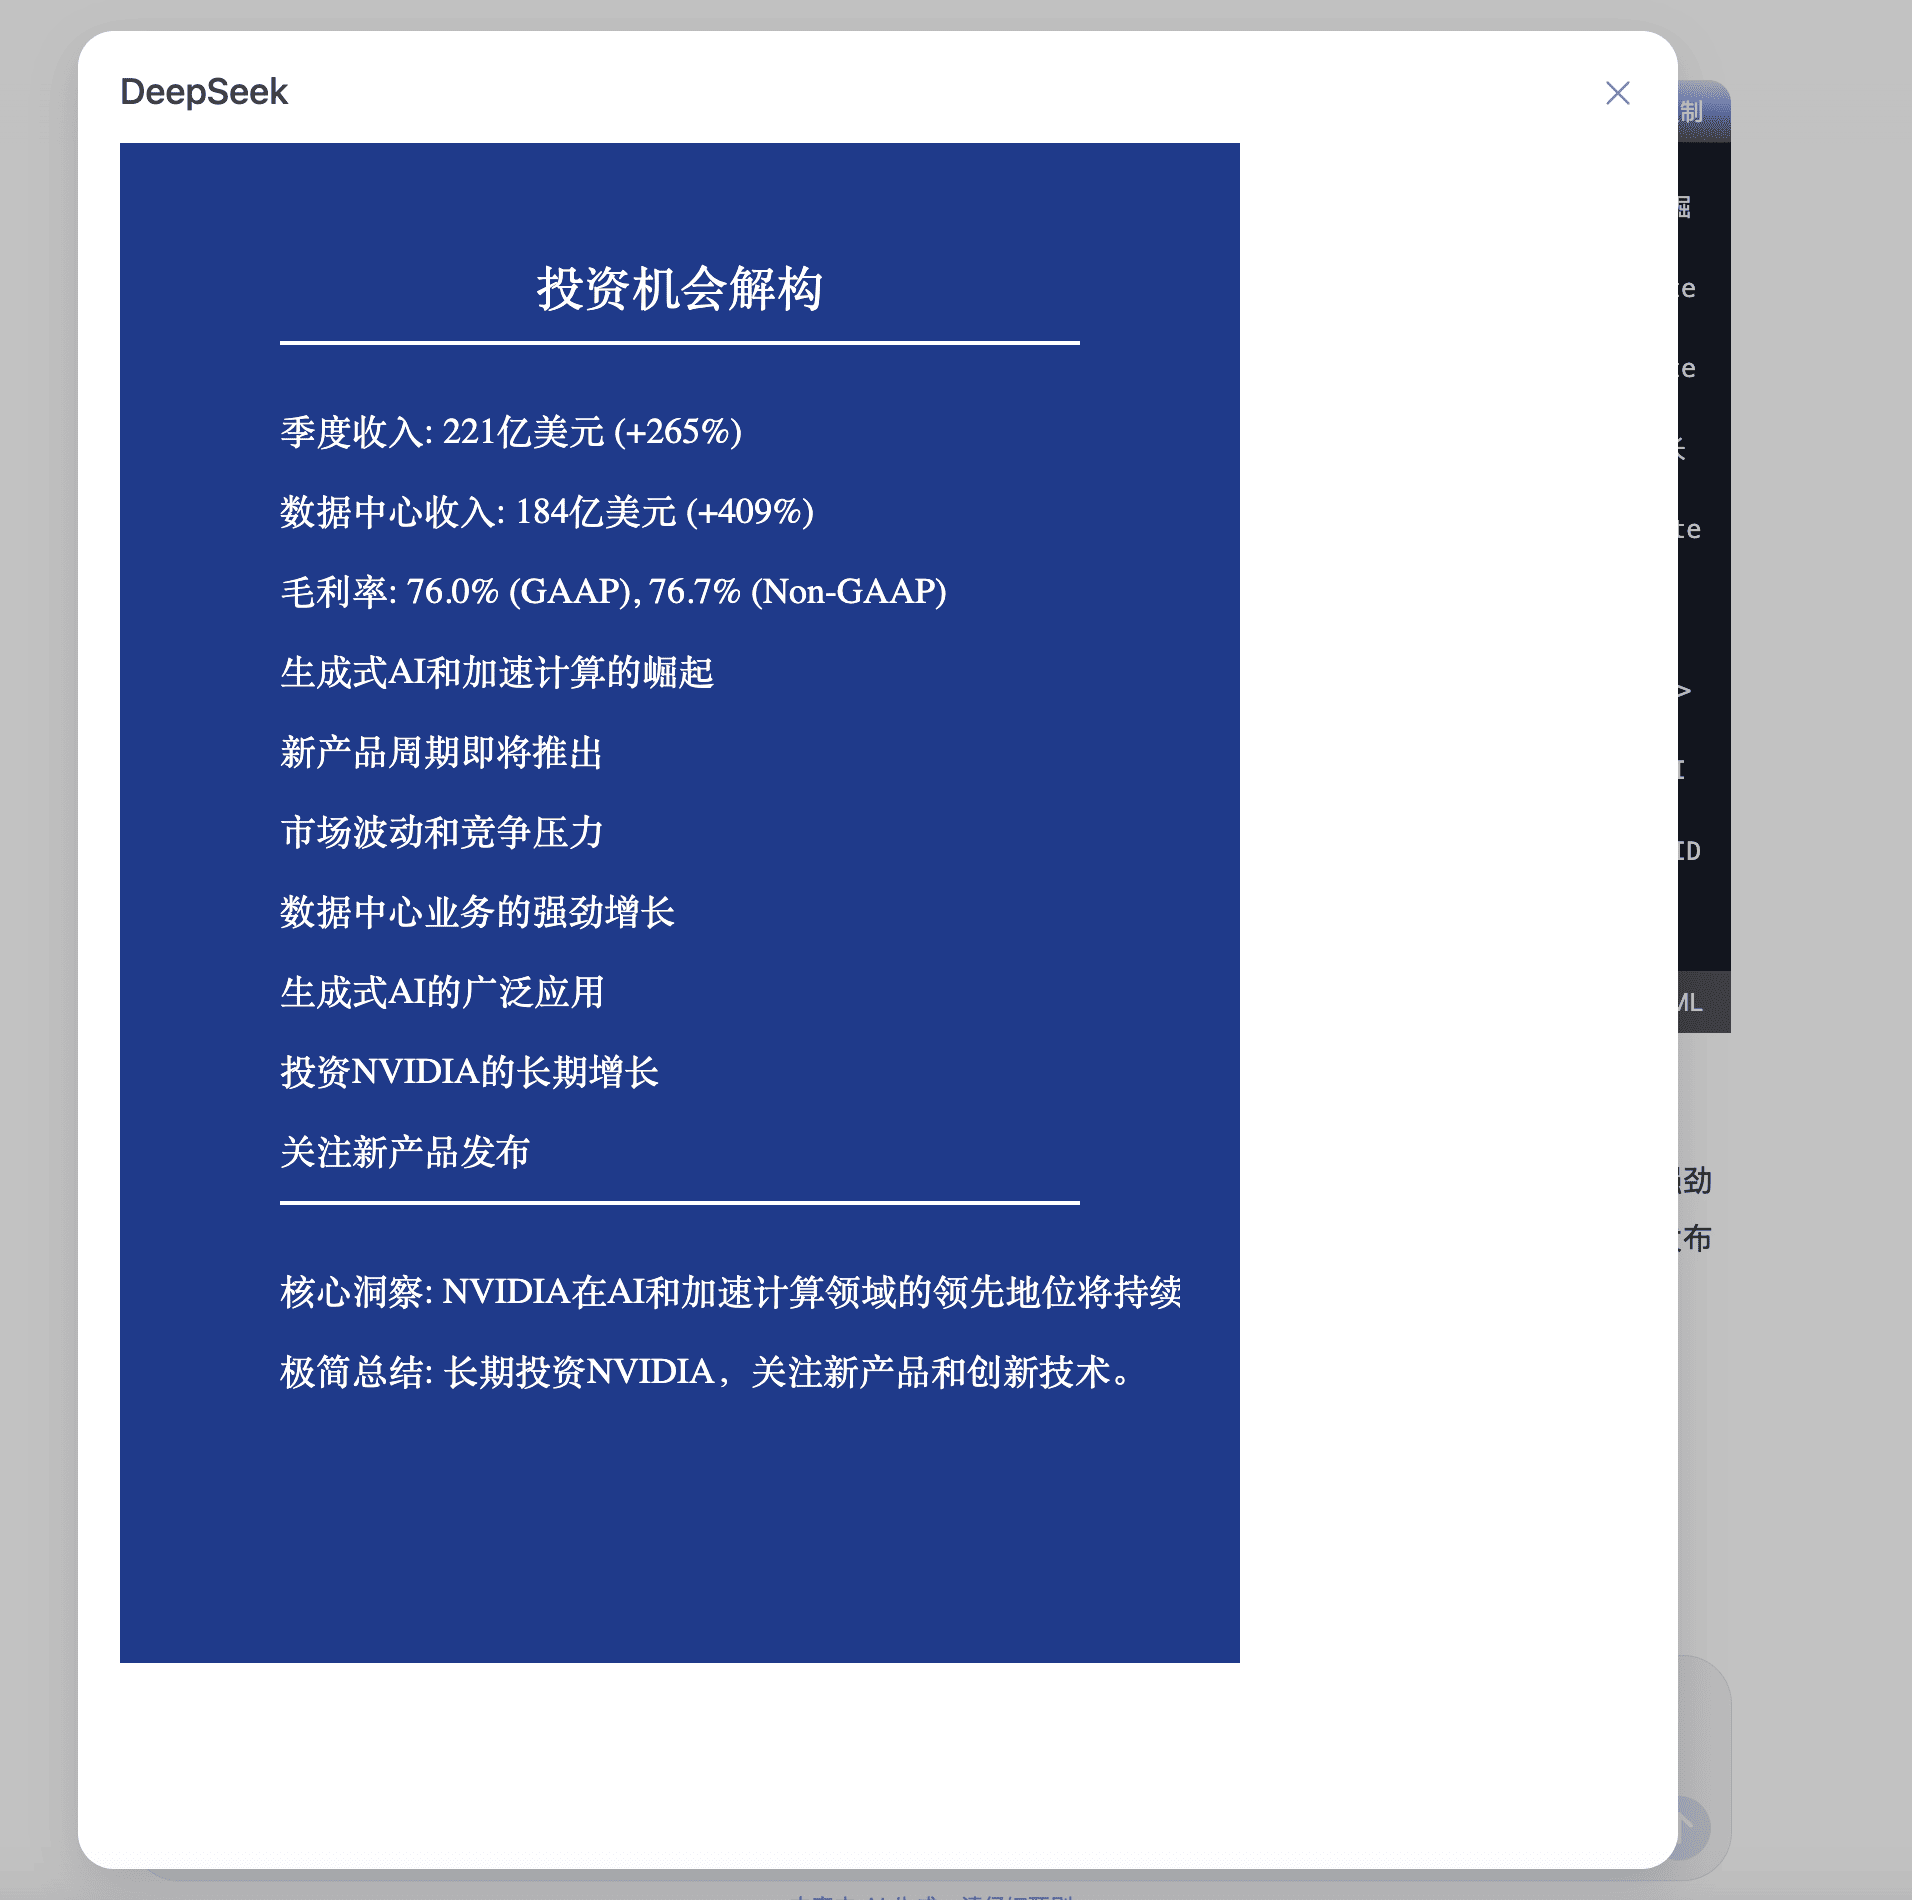 DeepSeek
制
投资机会解构
季度收入: 221亿美元 (+265%)
te
数据中心收入: 184亿美元 (+409%)
毛利率: 76.0% (GAAP), 76.7% (Non-GAAP)
生成式AI和加速计算的崛起
>
新产品周期即将推出
市场波动和竞争压力
ID
数据中心业务的强劲增长
生成式AI的广泛应用
ML
投资NVIDIA的长期增长
关注新产品发布
劲
布
核心洞察: NVIDIA在AI和加速计算领域的领先地位将持续
极简总结: 长期投资NVIDIA，关注新产品和创新技术。